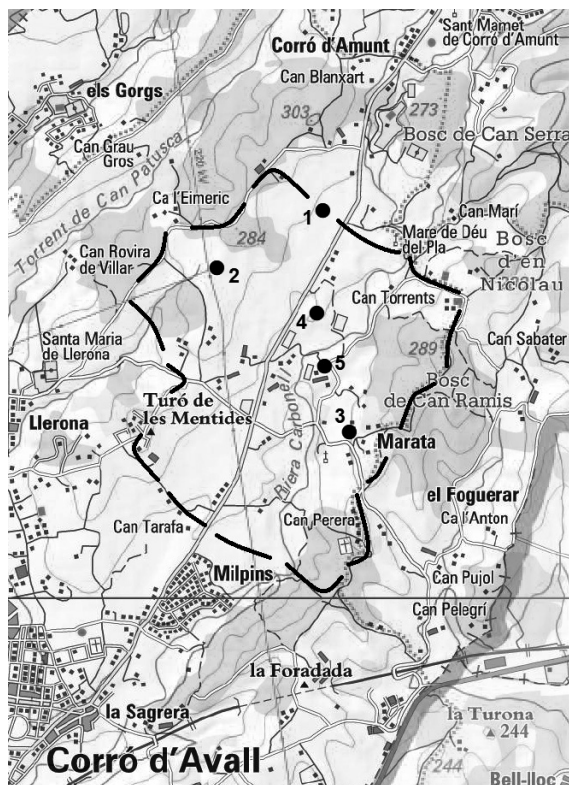 Sant Mamet
de Corró d'Amunt
Corró d'Amunt
Can Blanxart
els Gorgs
303
273
Bosc de Can Serra
Can Grau
Gros
Torrent de Can Patusca
220 kV
Ca l'Eimeric
1
Can Marí
Mare de Déu
del Pla
284
Can Rovira
de Villar
2
Bosc
d'en
Nicolau
Can Torrents
4
Santa Maria
de Llerona
289
Can Sabater
5
Turó de
les Mentides
Bosc
de Can Ramis
Riera Carbonell
3
Llerona
Marata
el Foguerar
Ca l'Anton
Can Tarafa
Can Perera
Milpins
Can Pujol
Can Pelegrí
la Foradada
la Sagrera
la Turona
244
Corró d'Avall
244
Bell-lloc